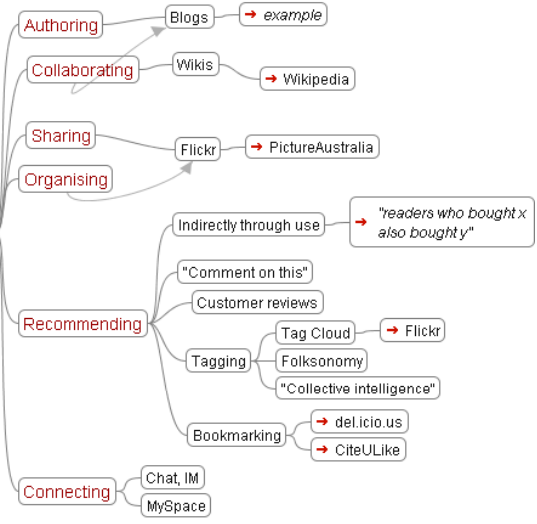 Authoring
Blogs
example
Collaborating
Wikis
Wikipedia
Sharing
Flickr
PictureAustralia
Organising
Recommending
Indirectly through use
"readers who bought x
also bought y"
"Comment on this"
Customer reviews
Tagging
Tag Cloud
Flickr
Folksonomy
"Collective intelligence"
Bookmarking
del.icio.us
CiteULike
Connecting
Chat, IM
MySpace